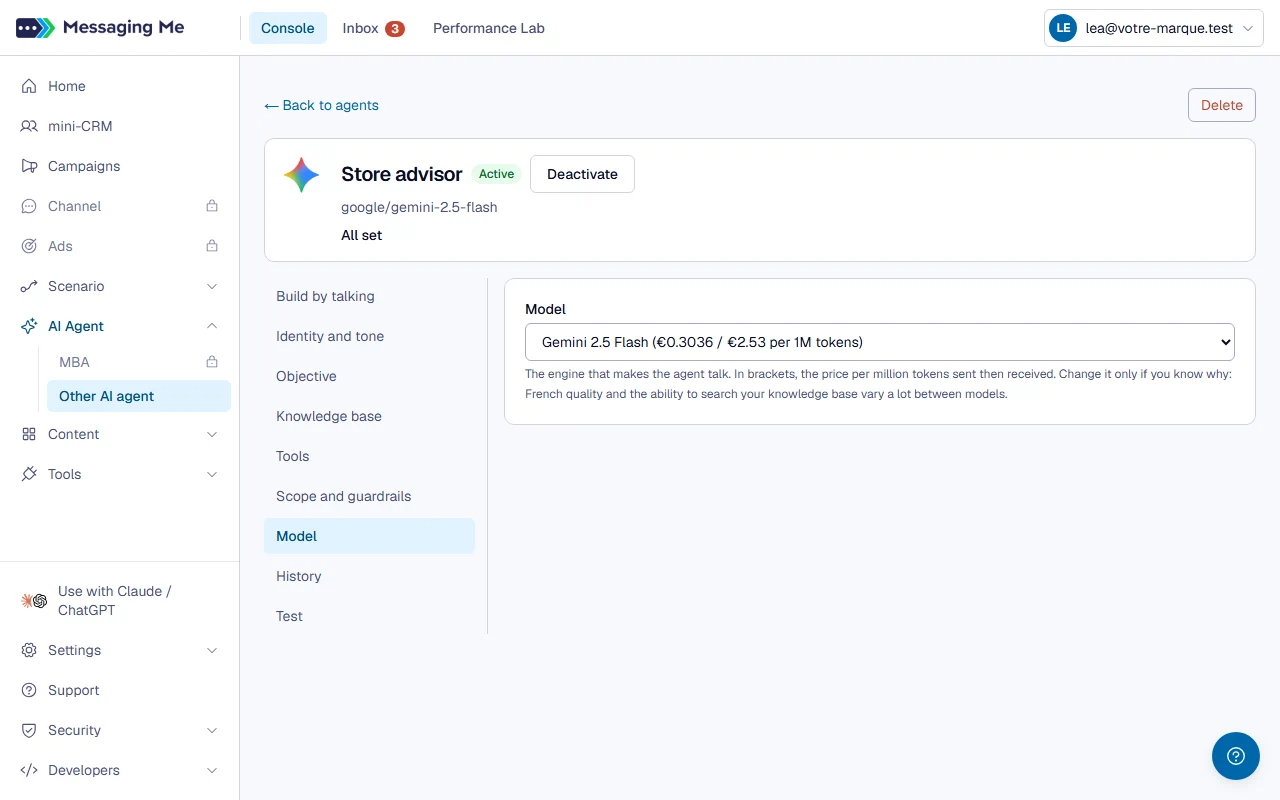 Messaging Me
Console
Inbox 3
Performance Lab
LE lea@votre-marque.test
Home
mini-CRM
Campaigns
Channel
Ads
Scenario
AI Agent
MBA
Other AI agent
Content
Tools
Use with Claude /
ChatGPT
Settings
Support
Security
Developers
← Back to agents
Delete
Store advisor Active Deactivate
google/gemini-2.5-flash
All set
Build by talking
Identity and tone
Objective
Knowledge base
Tools
Scope and guardrails
Model
History
Test
Model
Gemini 2.5 Flash (€0.3036 / €2.53 per 1M tokens)
The engine that makes the agent talk. In brackets, the price per million tokens sent then received. Change it only if you know why:
French quality and the ability to search your knowledge base vary a lot between models.